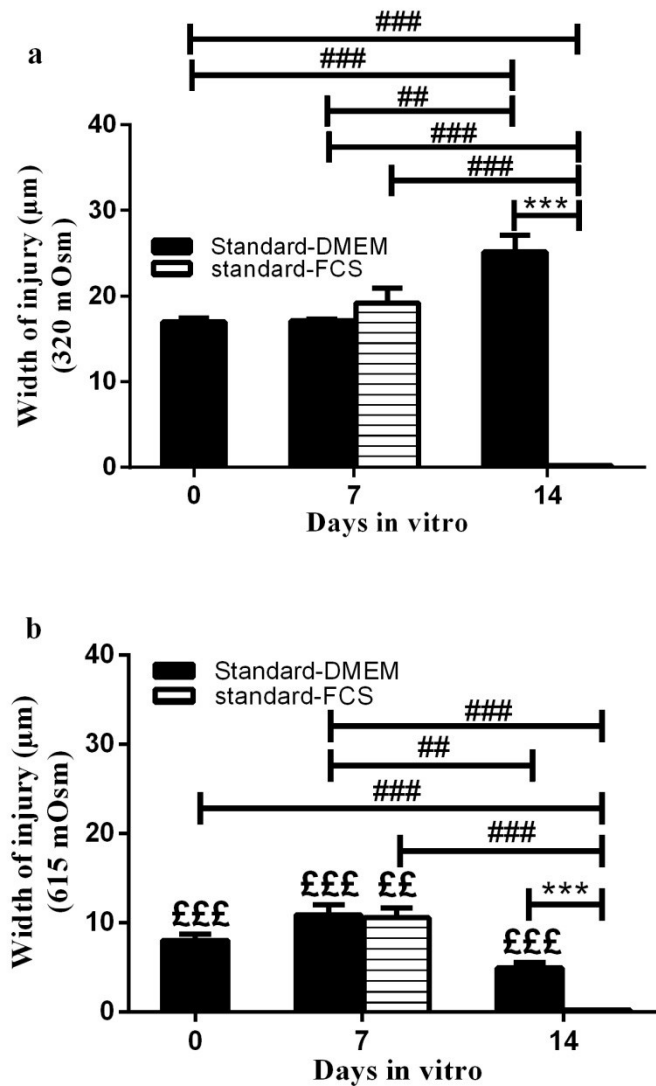 a
###
###
##
###
###
***
Width of injury (µm)
(320 mOsm)
40
30
20
10
0
Standard-DMEM
standard-FCS
0 7 14
Days in vitro
b
Width of injury (µm)
(615 mOsm)
40
30
20
10
0
Standard-DMEM
standard-FCS
###
##
###
###
***
£££ £££ ££ £££
0 7 14
Days in vitro